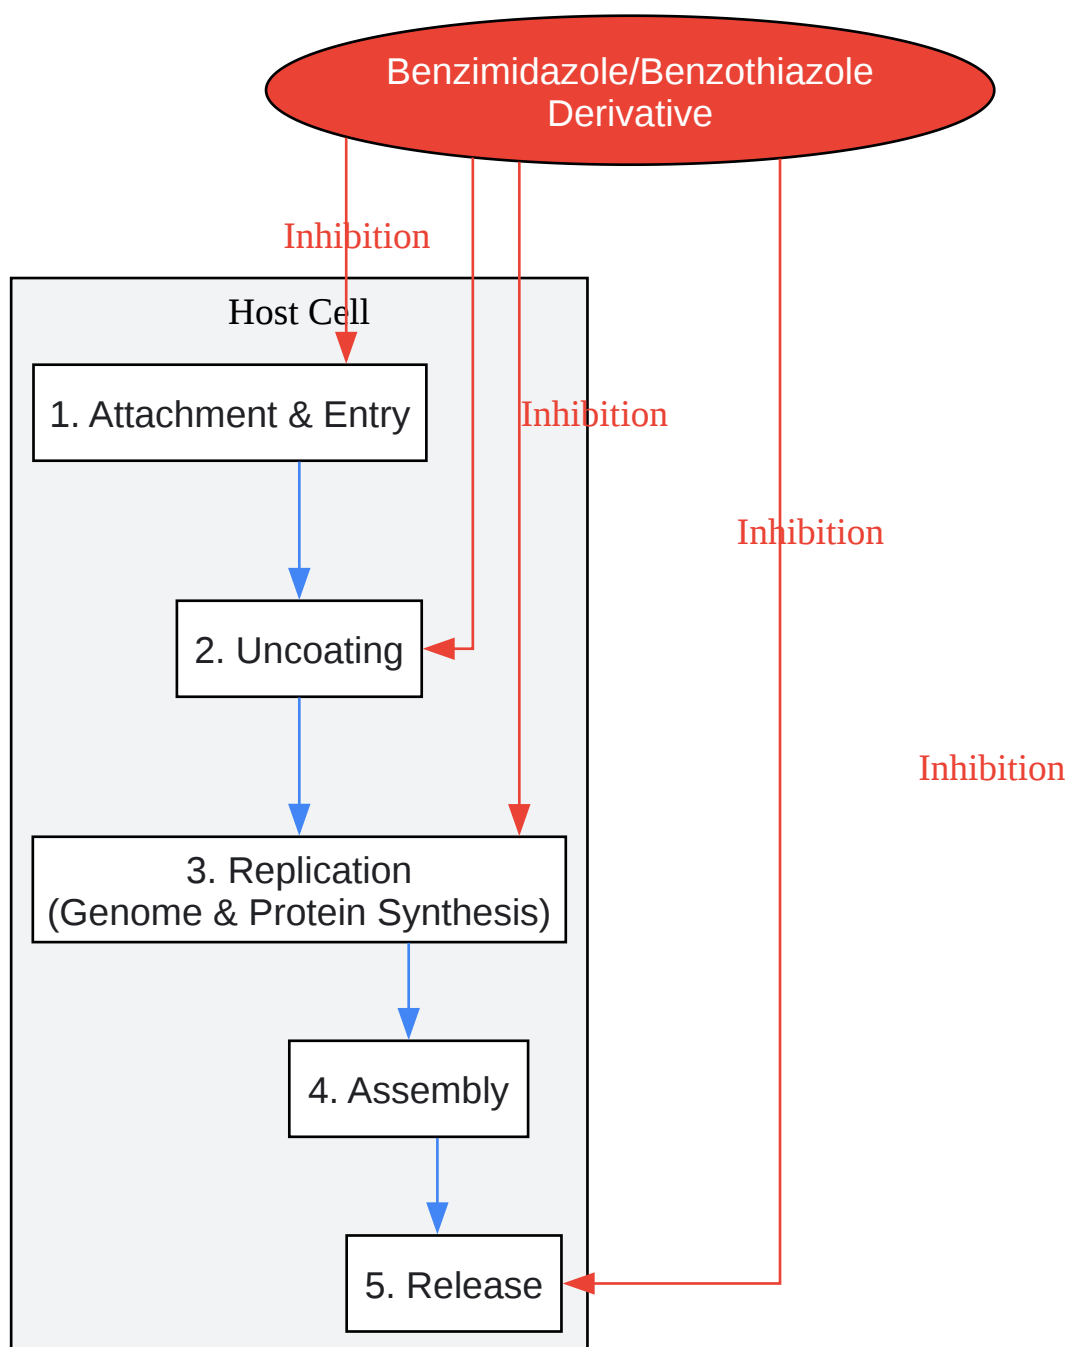 Benzimidazole/Benzothiazole
Derivative
Inhibition
Host Cell
1. Attachment & Entry
Inhibition
Inhibition
2. Uncoating
Inhibition
3. Replication
(Genome & Protein Synthesis)
4. Assembly
5. Release